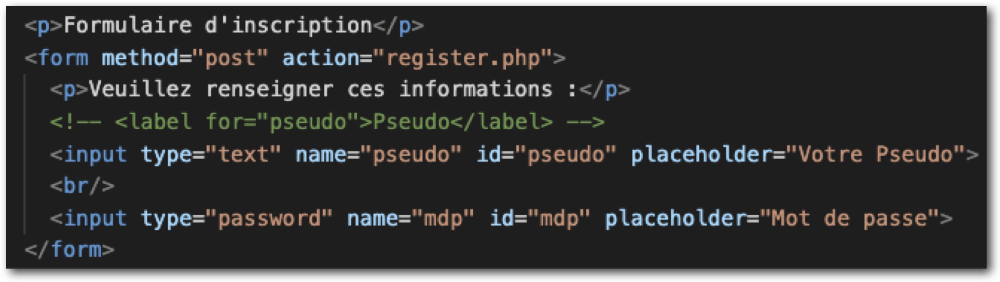 <p>Formulaire d'inscription</p>
<form method="post" action="register.php">
<p>Veuillez renseigner ces informations :</p>
<!-- <label for="pseudo">Pseudo</label> -->
<input type="text" name="pseudo" id="pseudo" placeholder="Votre Pseudo">
<br/>
<input type="password" name="mdp" id="mdp" placeholder="Mot de passe">
</form>